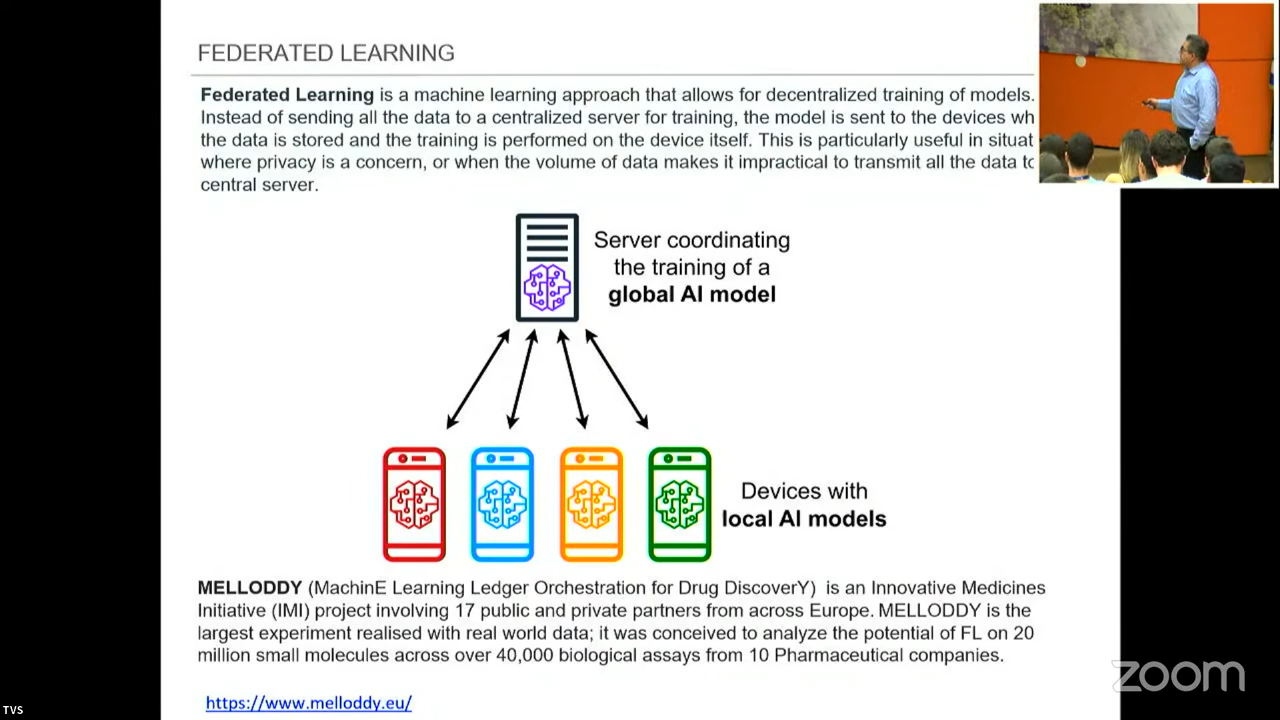 FEDERATED LEARNING
Federated Learning is a machine learning approach that allows for decentralized training of models.
Instead of sending all the data to a centralized server for training, the model is sent to the devices wh
the data is stored and the training is performed on the device itself. This is particularly useful in situat
where privacy is a concern, or when the volume of data makes it impractical to transmit all the data to
central server.
Server coordinating
the training of a
global AI model
Devices with
local AI models
MELLODDY (MachinE Learning Ledger Orchestration for Drug DiscoverY) is an Innovative Medicines
Initiative (IMI) project involving 17 public and private partners from across Europe. MELLODDY is the
largest experiment realised with real world data; it was conceived to analyze the potential of FL on 20
million small molecules across over 40,000 biological assays from 10 Pharmaceutical companies.
https://www.melloddy.eu/
zoom
TVS